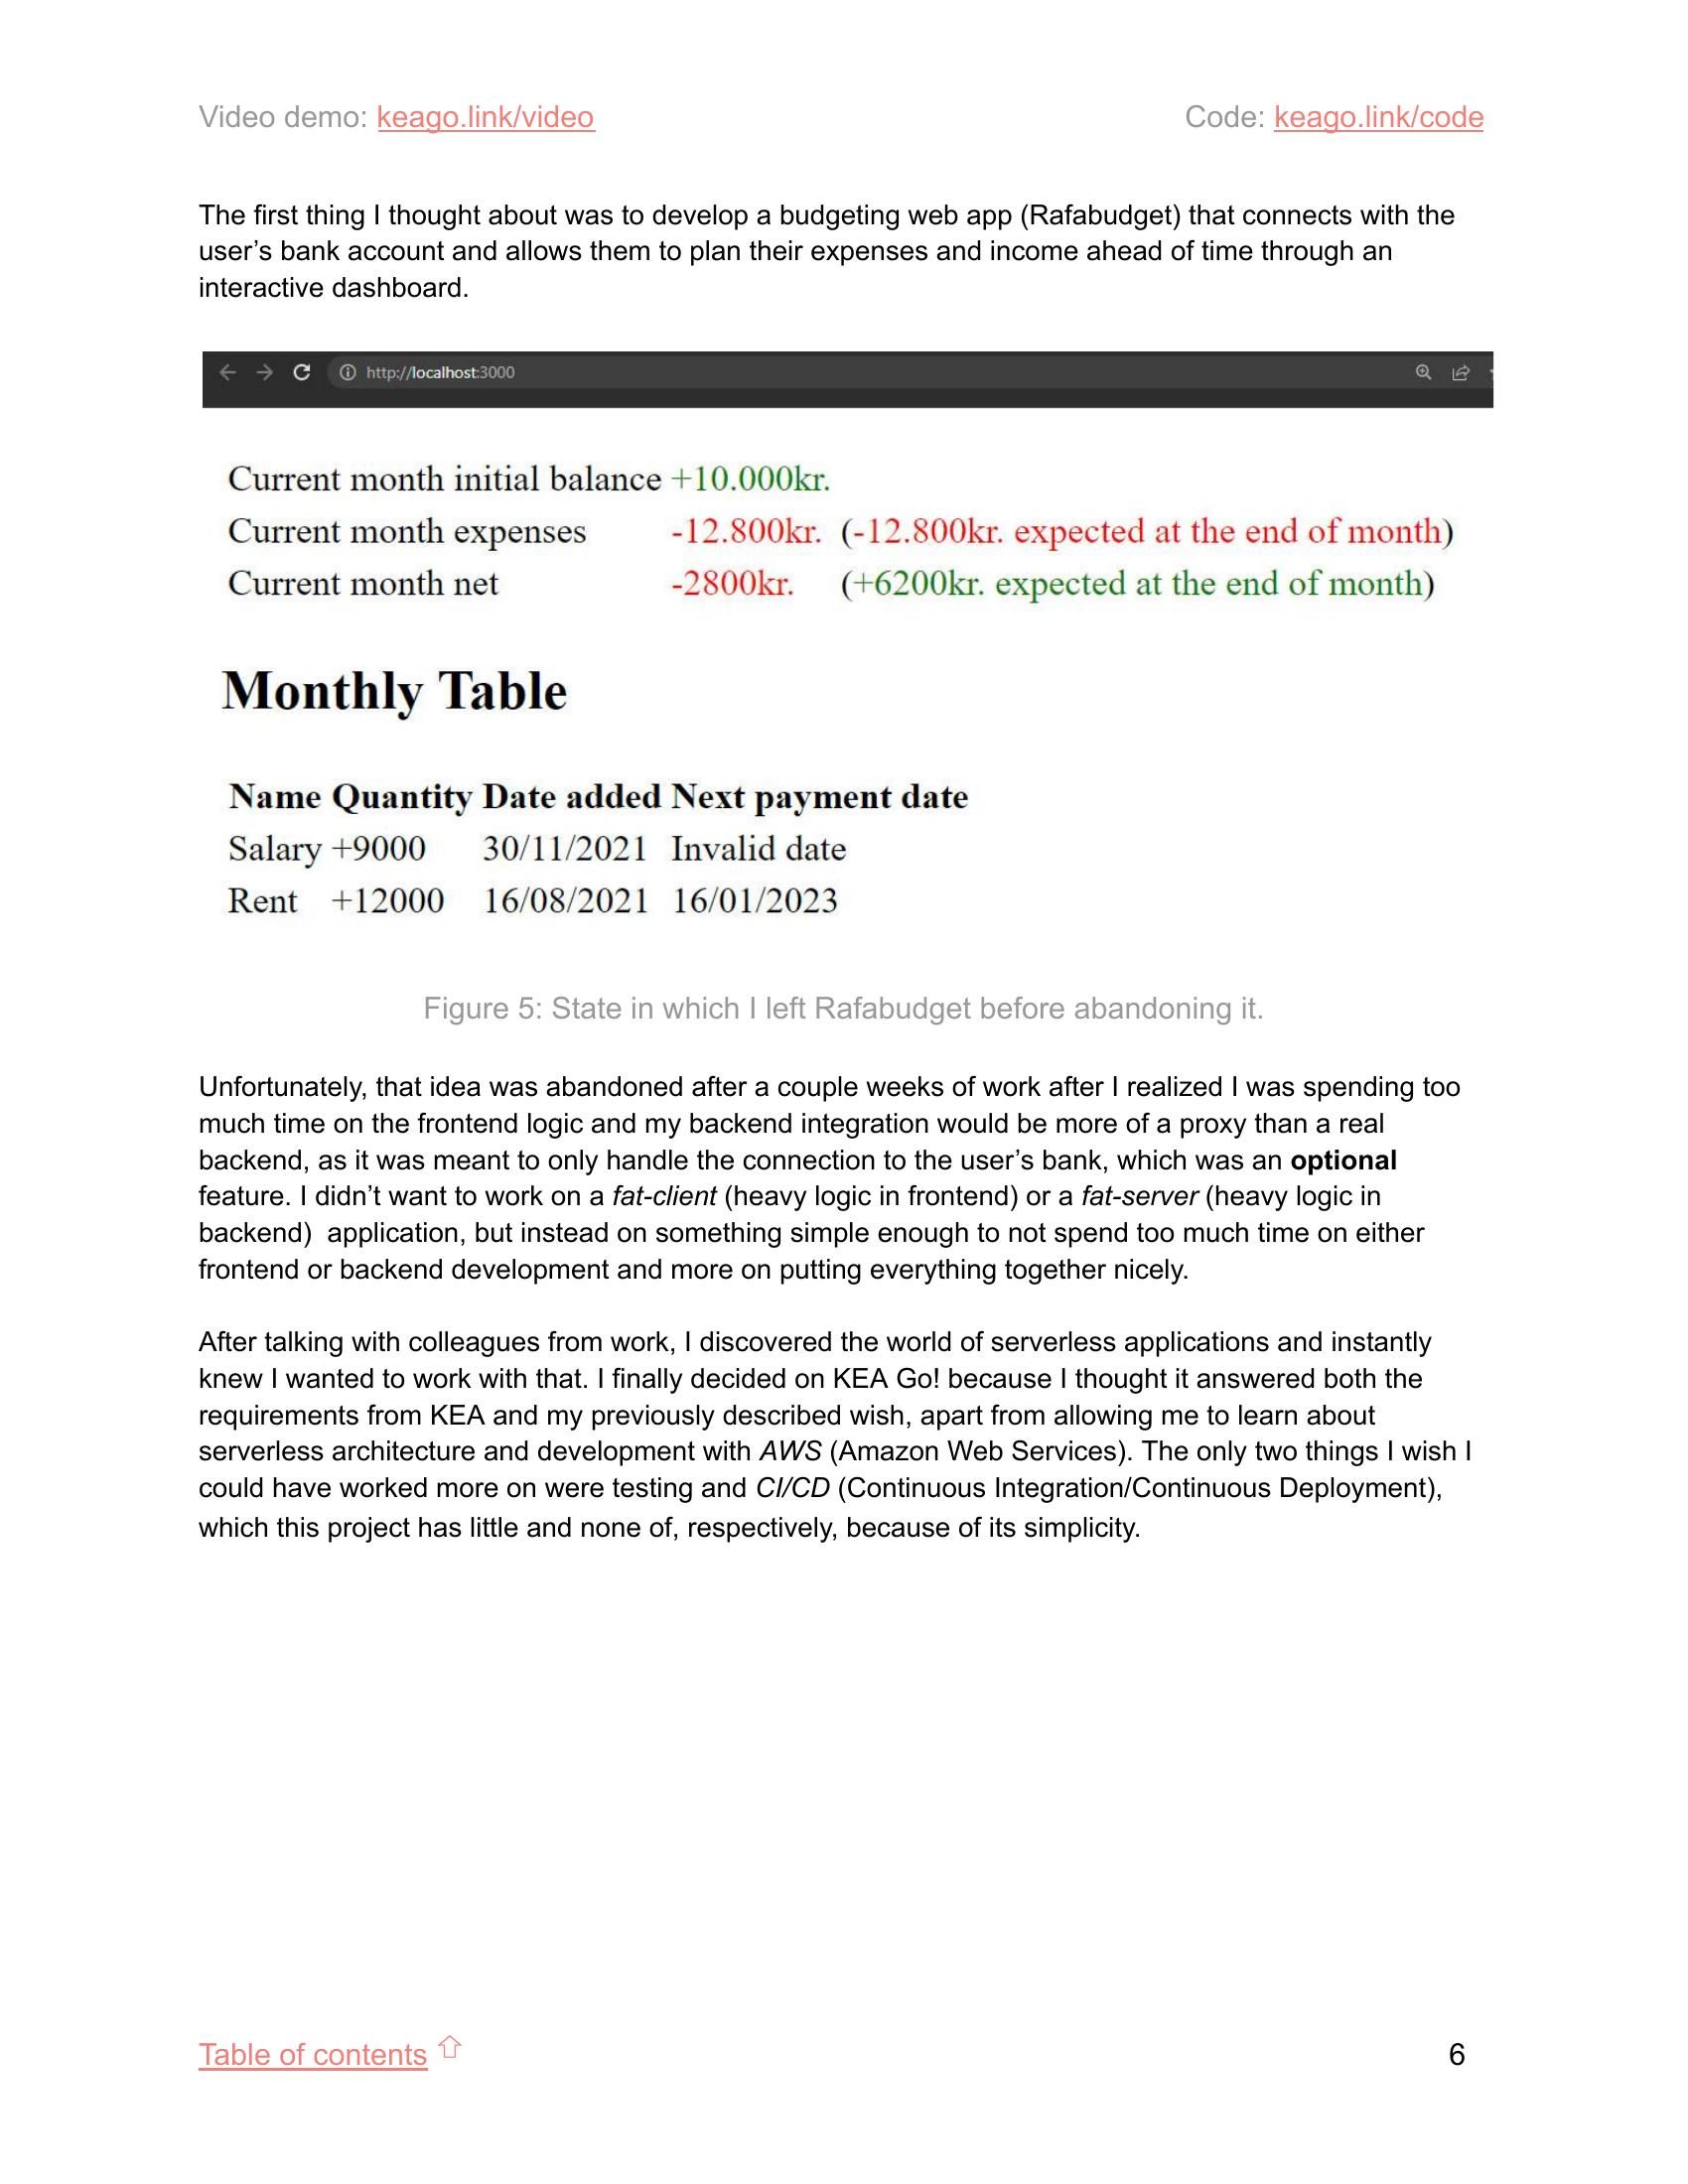 Video demo: keago.link/video Code: keago.link/code
The first thing I thought about was to develop a budgeting web app (Rafabudget) that connects with the
user’s bank account and allows them to plan their expenses and income ahead of time through an
interactive dashboard.
http://localhost:3000
Current month initial balance +10.000kr.
Current month expenses -12.800kr. (-12.800kr. expected at the end of month)
Current month net -2800kr. (+6200kr. expected at the end of month)
Monthly Table
Name Quantity Date added Next payment date
Salary +9000 30/11/2021 Invalid date
Rent +12000 16/08/2021 16/01/2023
Figure 5: State in which I left Rafabudget before abandoning it.
Unfortunately, that idea was abandoned after a couple weeks of work after I realized I was spending too
much time on the frontend logic and my backend integration would be more of a proxy than a real
backend, as it was meant to only handle the connection to the user’s bank, which was an optional
feature. I didn’t want to work on a fat-client (heavy logic in frontend) or a fat-server (heavy logic in
backend)  application, but instead on something simple enough to not spend too much time on either
frontend or backend development and more on putting everything together nicely.
After talking with colleagues from work, I discovered the world of serverless applications and instantly
knew I wanted to work with that. I finally decided on KEA Go! because I thought it answered both the
requirements from KEA and my previously described wish, apart from allowing me to learn about
serverless architecture and development with AWS (Amazon Web Services). The only two things I wish I
could have worked more on were testing and CI/CD (Continuous Integration/Continuous Deployment),
which this project has little and none of, respectively, because of its simplicity.
Table of contents ⇧ 6